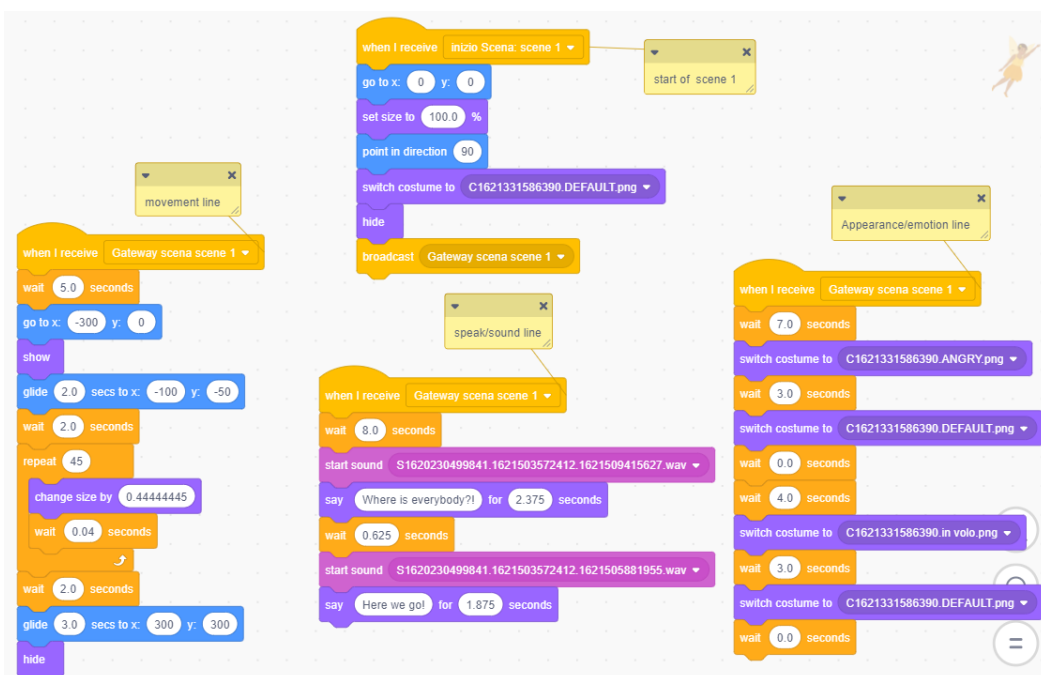 when I receive inizio Scena: scene 1
go to x: 0 y: 0
set size to 100.0 %
point in direction 90
switch costume to C1621331586390.DEFAULT.png
hide
broadcast Gateway scena scene 1
start of scene 1
movement line
when I receive Gateway scena scene 1
wait 5.0 seconds
go to x: -300 y: 0
show
glide 2.0 secs to x: -100 y: -50
wait 2.0 seconds
repeat 45
change size by 0.44444445
wait 0.04 seconds
wait 2.0 seconds
glide 3.0 secs to x: 300 y: 300
hide
speak/sound line
when I receive Gateway scena scene 1
wait 8.0 seconds
start sound S1620230499841.1621503572412.1621509415627.wav
say Where is everybody?! for 2.375 seconds
wait 0.625 seconds
start sound S1620230499841.1621503572412.1621505881955.wav
say Here we go! for 1.875 seconds
Appearance/emotion line
when I receive Gateway scena scene 1
wait 7.0 seconds
switch costume to C1621331586390.ANGRY.png
wait 3.0 seconds
switch costume to C1621331586390.DEFAULT.png
wait 0.0 seconds
wait 4.0 seconds
switch costume to C1621331586390.in volo.png
wait 3.0 seconds
switch costume to C1621331586390.DEFAULT.png
wait 0.0 seconds